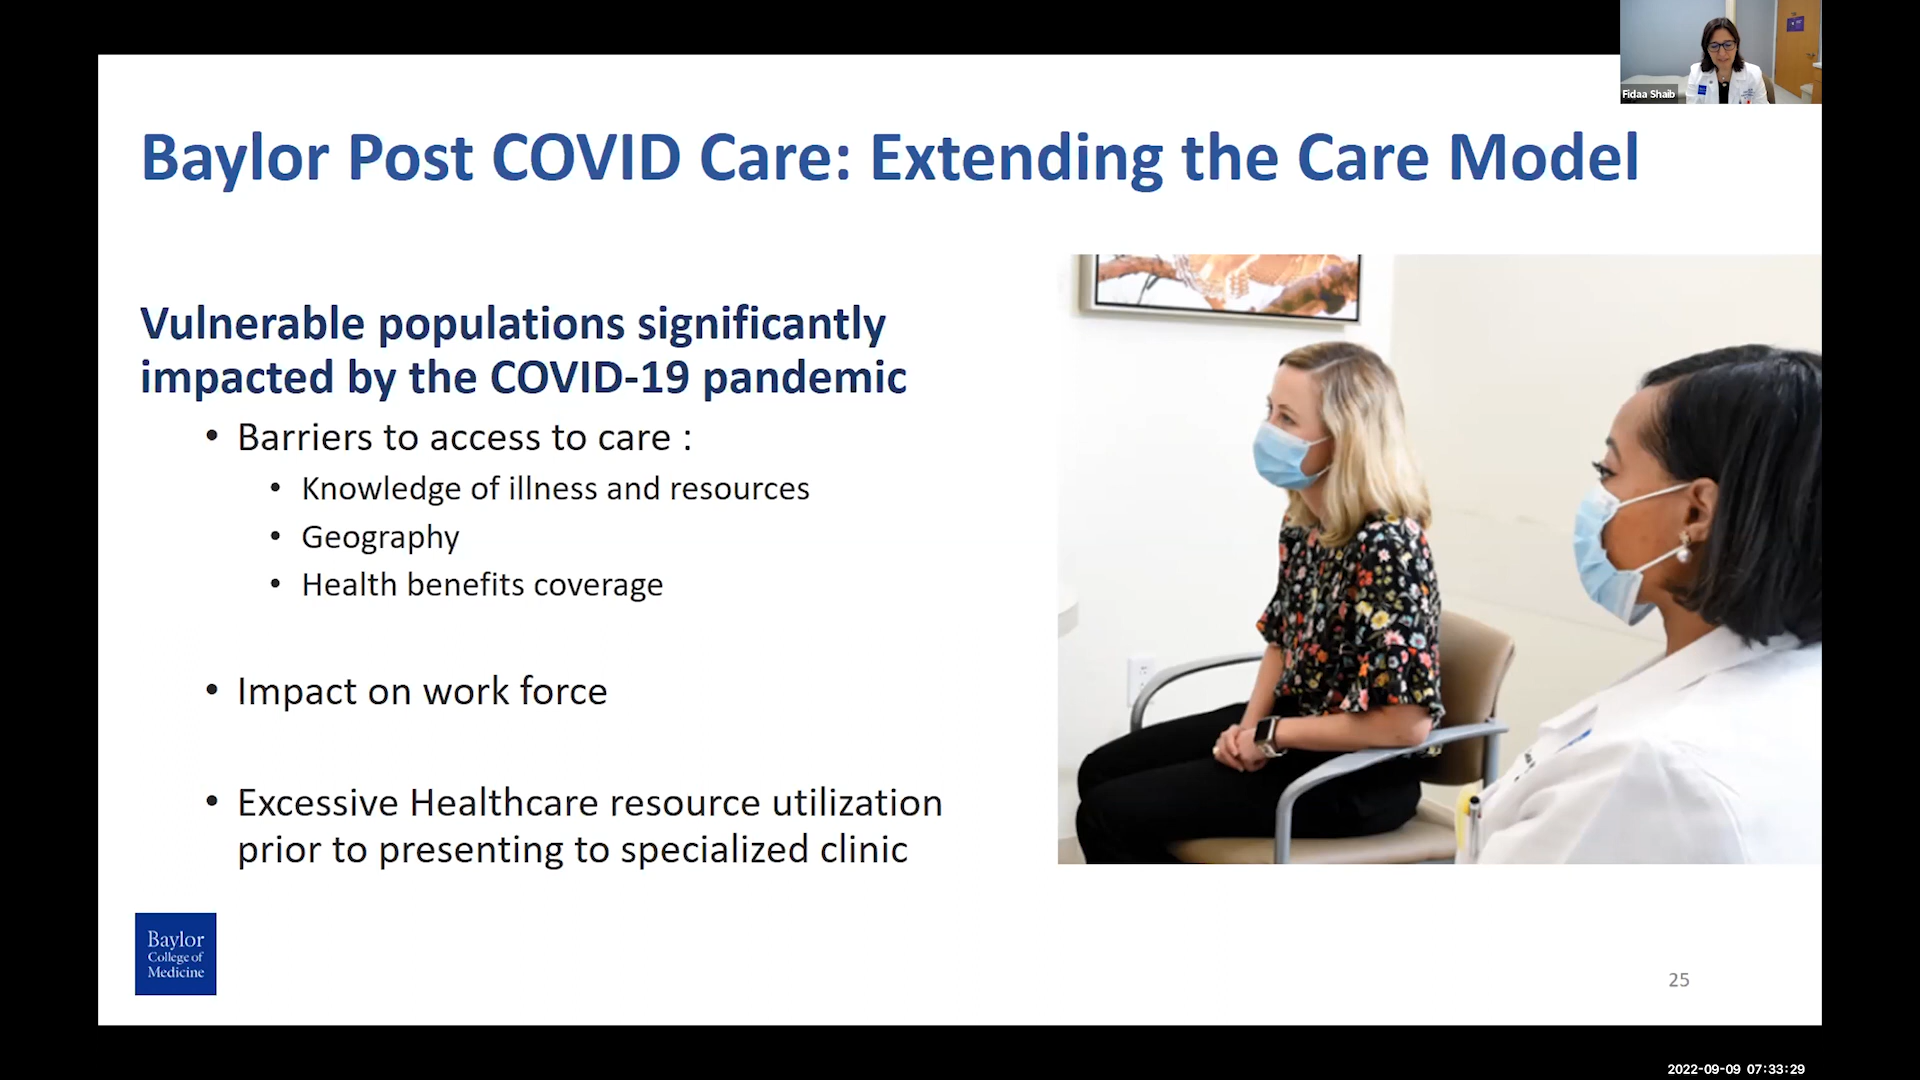 Fidaa Shaib
Baylor Post COVID Care: Extending the Care Model
Vulnerable populations significantly
impacted by the COVID-19 pandemic
• Barriers to access to care :
• Knowledge of illness and resources
• Geography
• Health benefits coverage
• Impact on work force
• Excessive Healthcare resource utilization
prior to presenting to specialized clinic
Baylor
College of
Medicine
25
2022-09-09 07:33:29